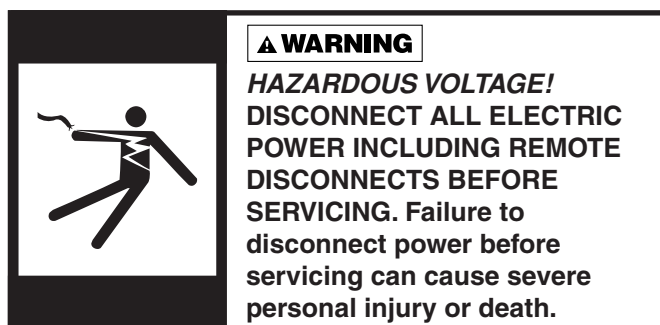 WARNING
HAZARDOUS VOLTAGE!
DISCONNECT ALL ELECTRIC
POWER INCLUDING REMOTE
DISCONNECTS BEFORE
SERVICING. Failure to
disconnect power before
servicing can cause severe
personal injury or death.